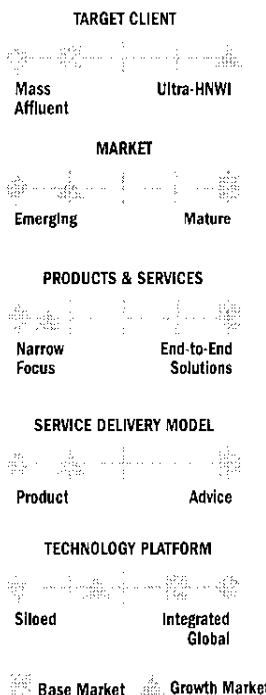 TARGET CLIENT
Mass Ultra-HNWI
Affluent
MARKET
Emerging Mature
PRODUCTS & SERVICES
Narrow End-to-End
Focus Solutions
SERVICE DELIVERY MODEL
Product Advice
TECHNOLOGY PLATFORM
Siloed Integrated
Global
Base Market Growth Market